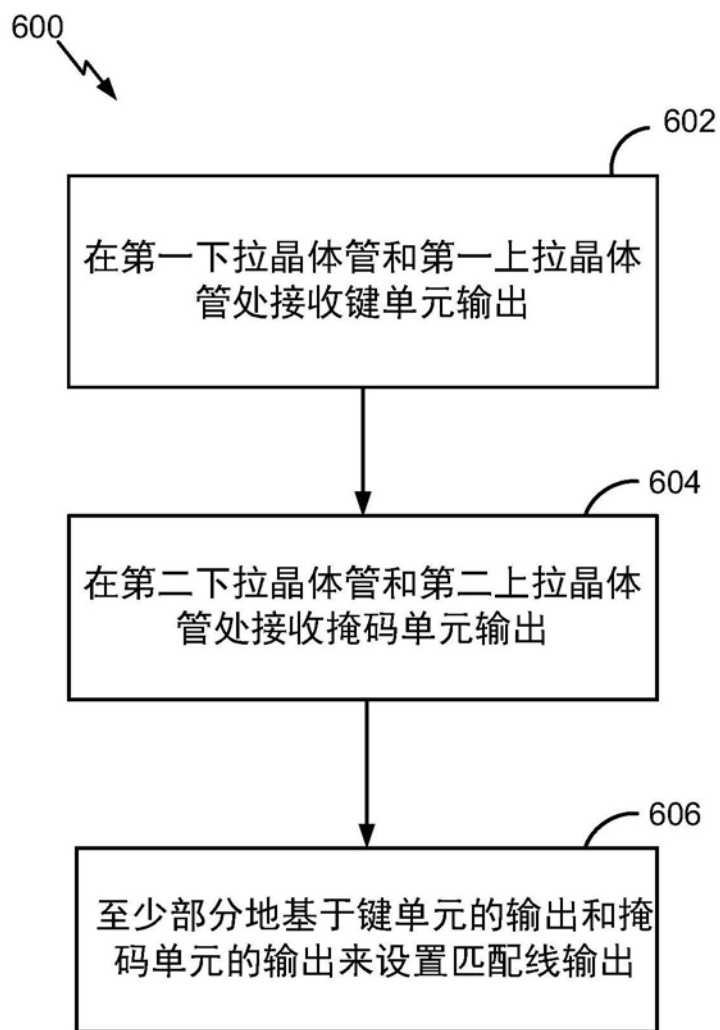 600
602
在第一下拉晶体管和第一上拉晶体
管处接收键单元输出
604
在第二下拉晶体管和第二上拉晶体
管处接收掩码单元输出
606
至少部分地基于键单元的输出和掩
码单元的输出来设置匹配线输出